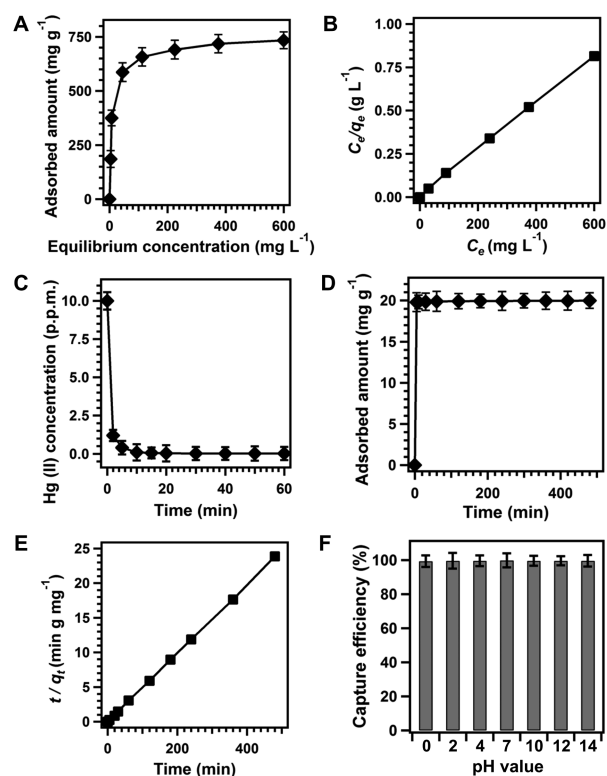 A
Adsorbed amount (mg g⁻¹)
750
500
250
0
0 200 400 600
Equilibrium concentration (mg L⁻¹)
B
Cₑ/qₑ (g L⁻¹)
1.00
0.75
0.50
0.25
0.00
0 200 400 600
Cₑ (mg L⁻¹)
C
Hg (II) concentration (p.p.m.)
10.0
7.5
5.0
2.5
0.0
0 20 40 60
Time (min)
D
Adsorbed amount (mg g⁻¹)
20
15
10
5
0
0 200 400
Time (min)
E
t / qₜ (min g mg⁻¹)
25
20
15
10
5
0
0 200 400
Time (min)
F
Capture efficiency (%)
100
80
60
40
20
0
0 2 4 7 10 12 14
pH value